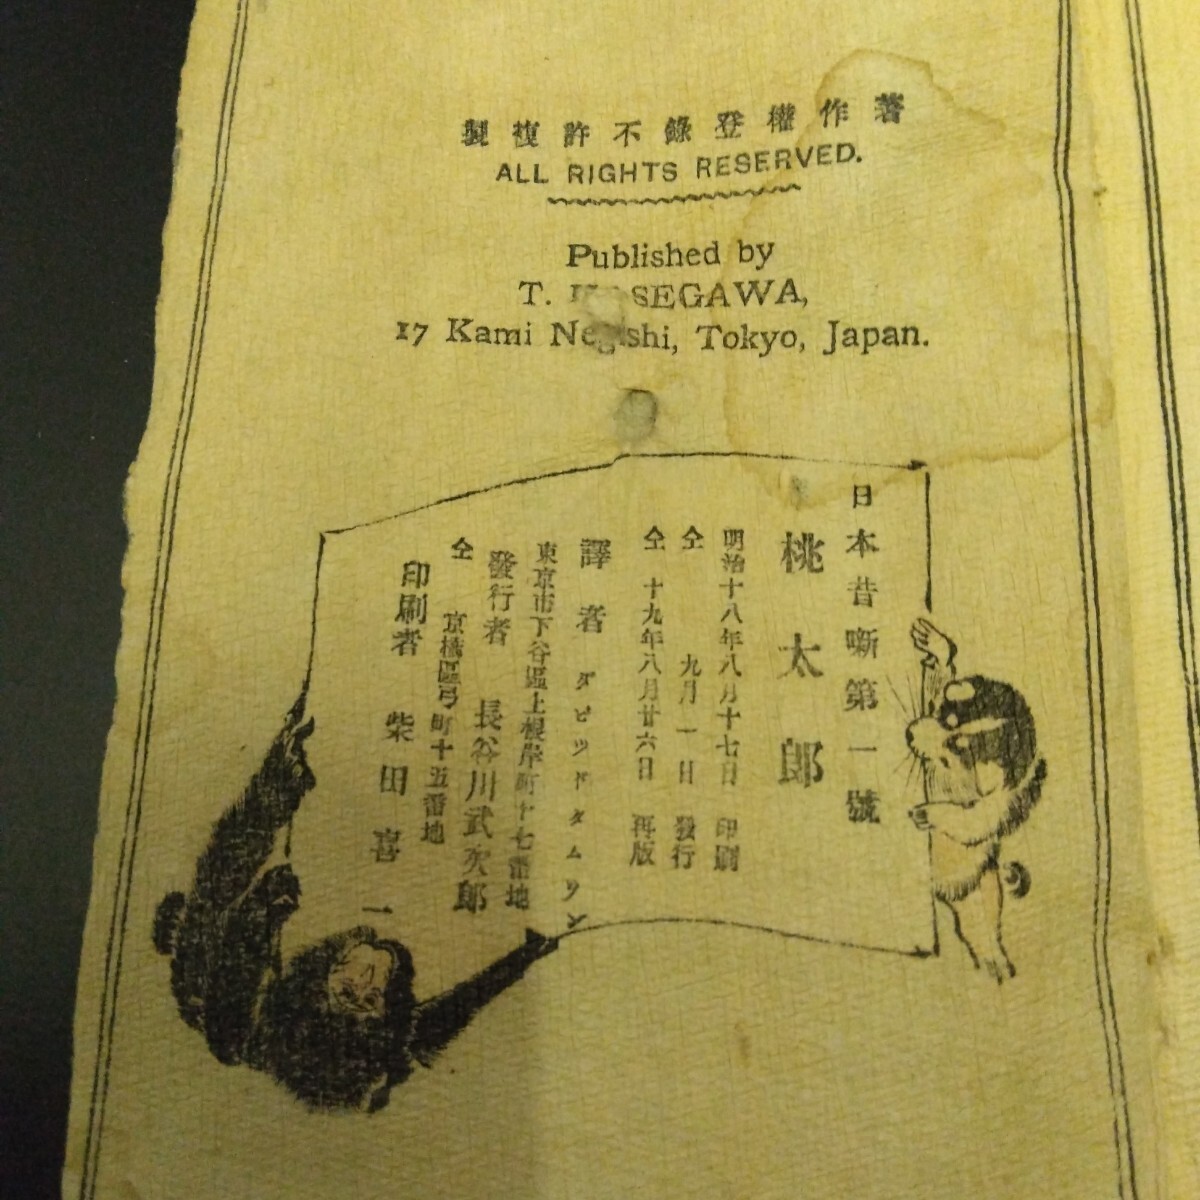 著作權登錄不許複製
ALL RIGHTS RESERVED.
Published by
T. HASEGAWA,
17 Kami Negishi, Tokyo, Japan.
日本昔噺第一號
桃太郎
明治十八年八月十七日 印刷
仝 九月一日 發行
仝 十九年八月廿六日 再版
譯者 ダビッドタムソン
東京市下谷區上根岸町十七番地
發行者 長谷川武次郎
仝 京橋區弓町十五番地
印刷者 柴田喜一